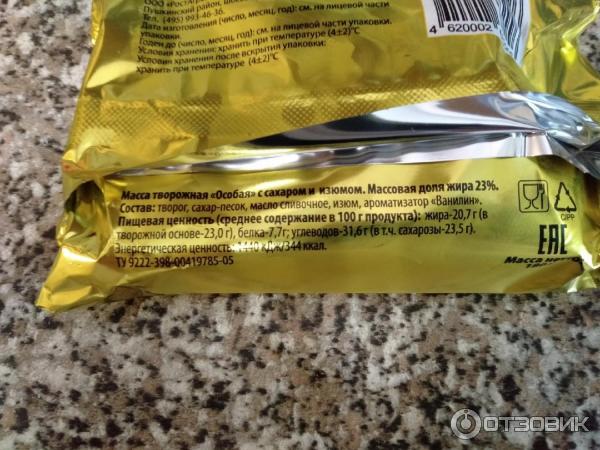 ООО «РостАгр
Пушкинский район,
Тел. (495) 993-46-36.
Дата изготовления (число, месяц, год): см. на лицевой части
упаковки.
Годен до (число, месяц, год): см. на лицевой части упаковки.
Условия хранения: хранить при температуре (4±2)°С
Условия хранения после вскрытия упаковки:
хранить при температуре (4±2)°С
4 620002
Масса творожная «Особая» с сахаром и изюмом. Массовая доля жира 23%.
Состав: творог, сахар-песок, масло сливочное, изюм, ароматизатор «Ванилин».
Пищевая ценность (среднее содержание в 100 г продукта): жира-20,7 г (в
творожной основе-23,0 г), белка-7,7г; углеводов-31,6 г (в т.ч. сахарозы-23,5 г).
Энергетическая ценность: 1440 кДж/344 ккал.
ТУ 9222-398-00419785-05
C/PP
EAC
Масса нетто
ОТЗОВИК